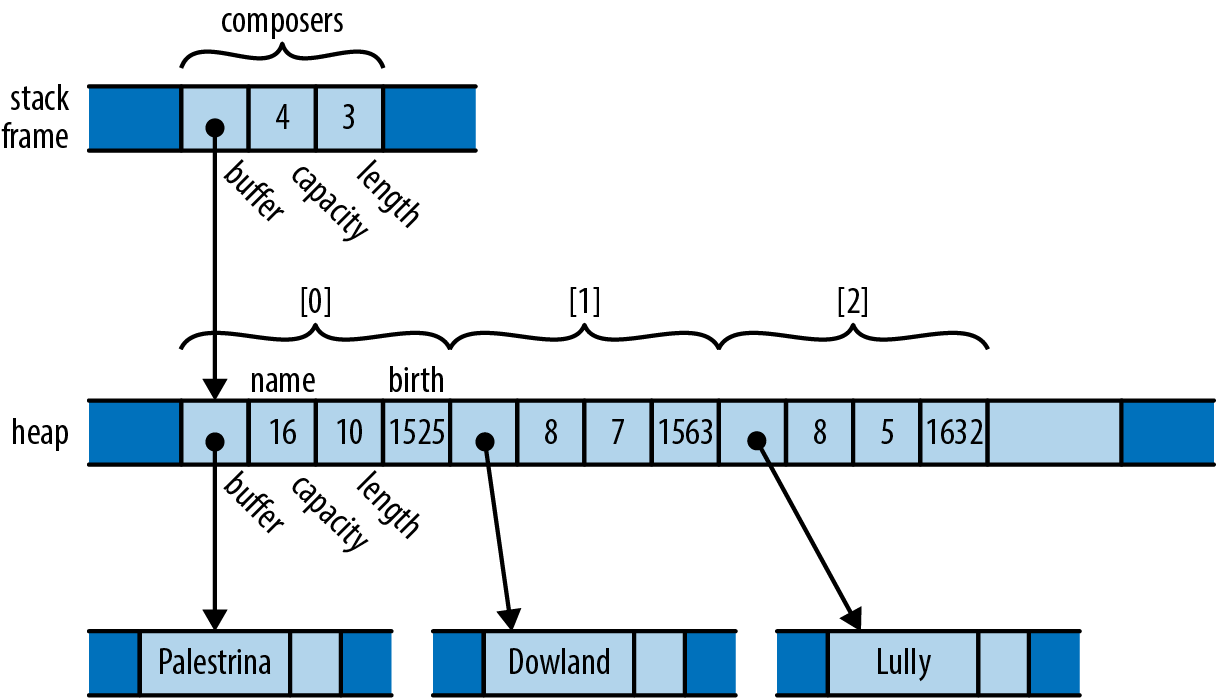 composers
stack
frame
4 3
buffer capacity length
[0] [1] [2]
name birth
heap
16 10 1525 8 7 1563 8 5 1632
buffer capacity length
Palestrina Dowland Lully